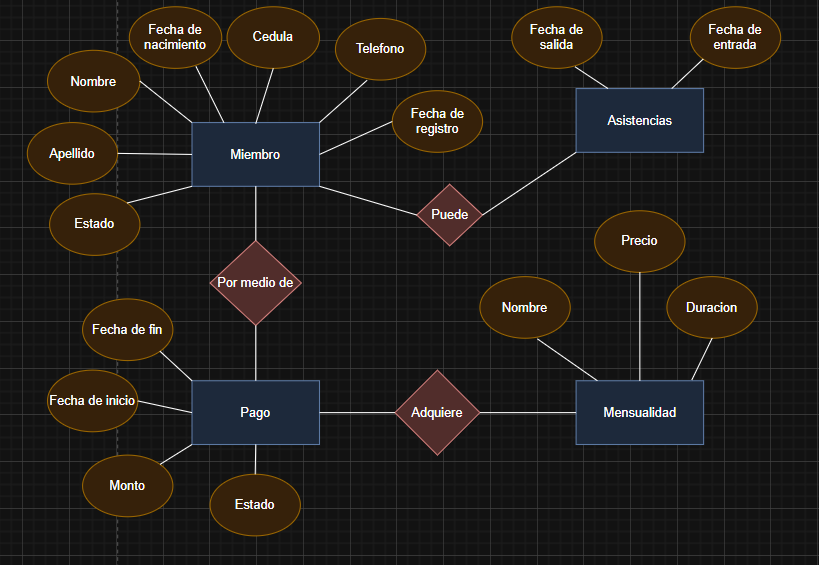 Fecha de
nacimiento
Cedula
Telefono
Fecha de
salida
Fecha de
entrada
Nombre
Fecha de
registro
Asistencias
Apellido
Miembro
Estado
Puede
Precio
Por medio de
Nombre
Duracion
Fecha de fin
Fecha de inicio
Pago
Adquiere
Mensualidad
Monto
Estado